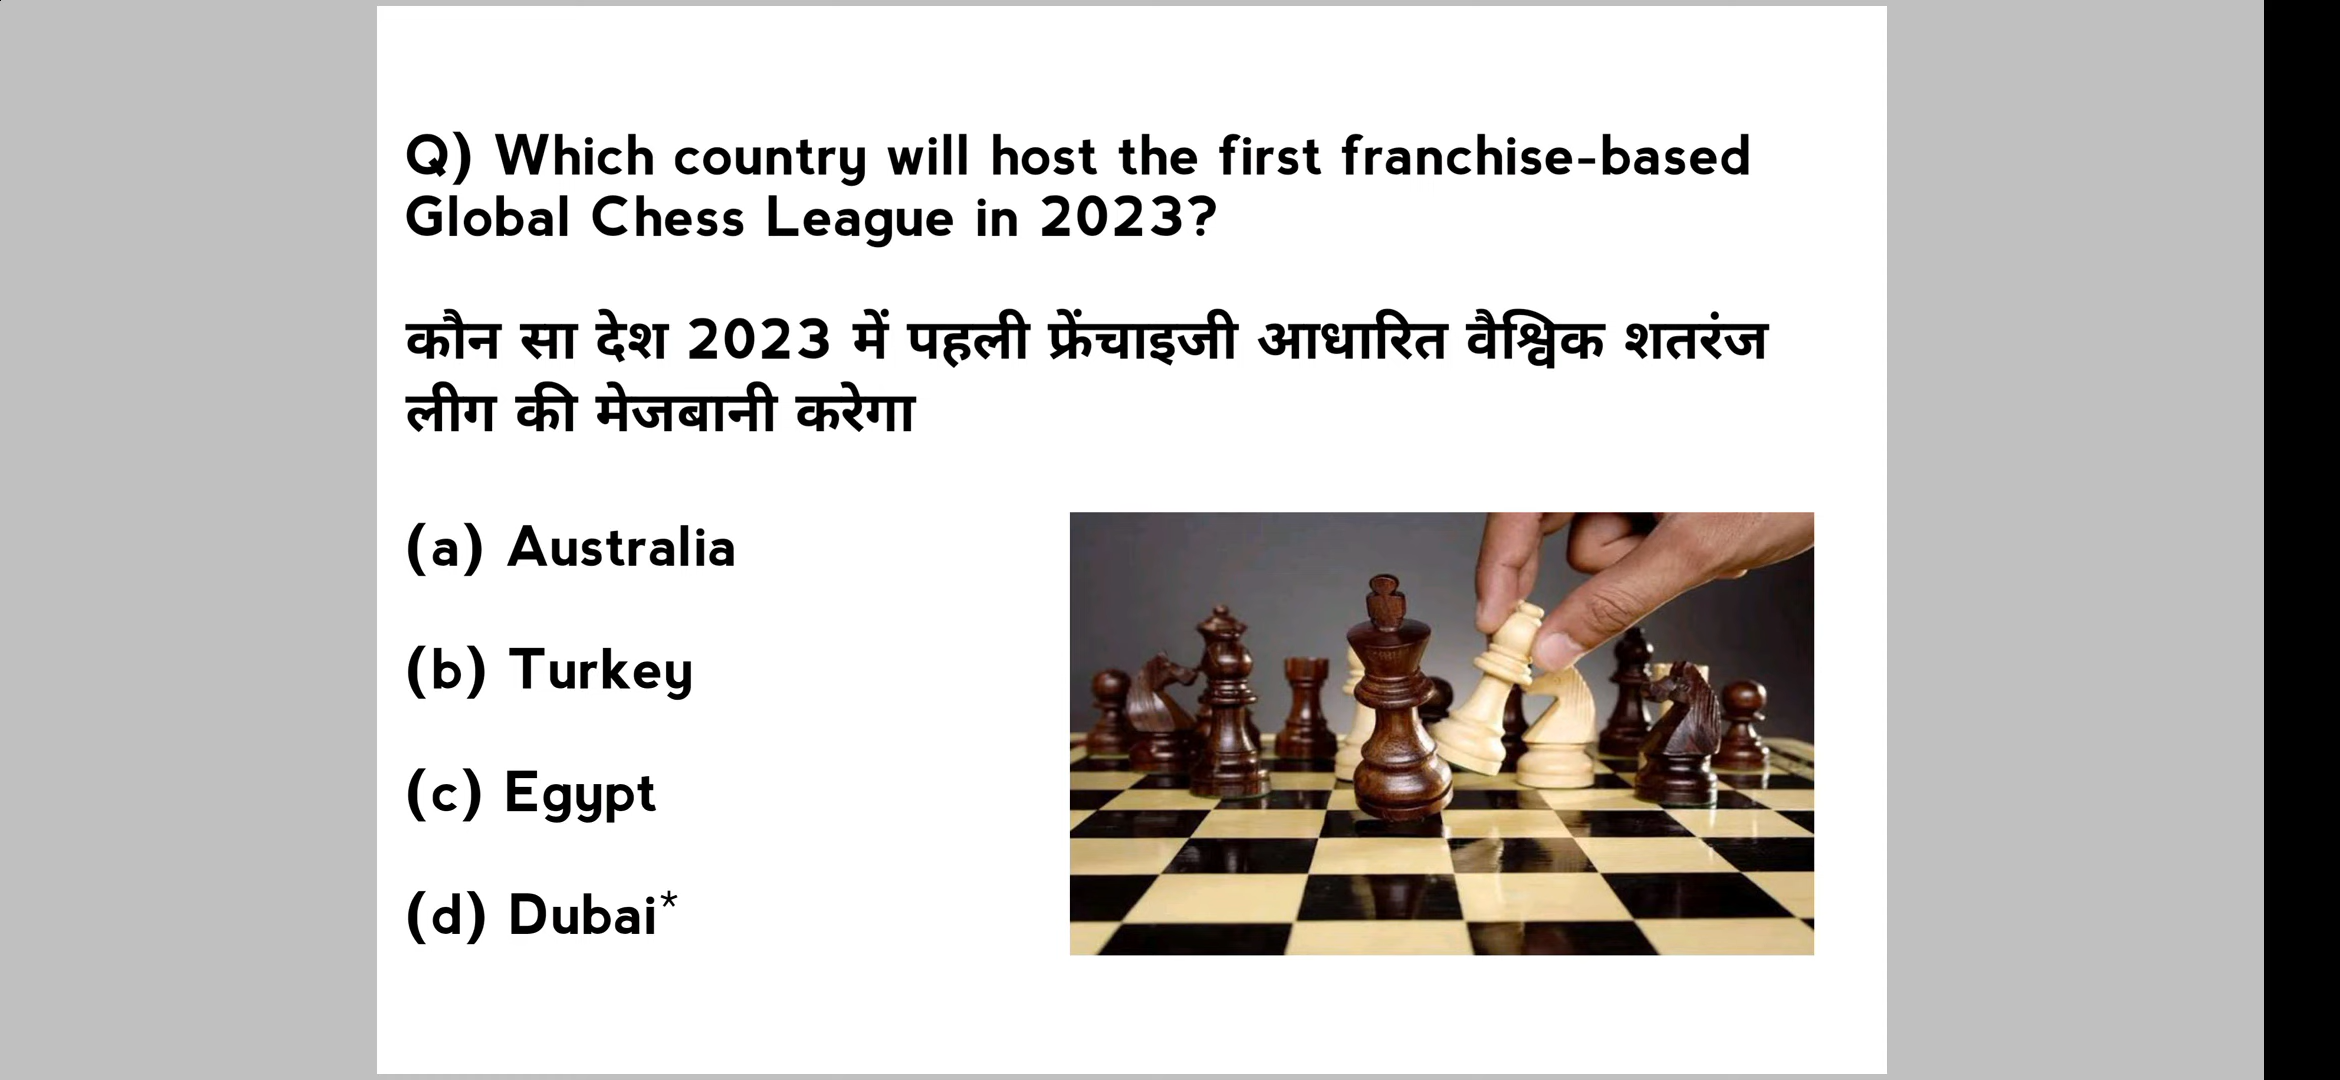 Q) Which country will host the first franchise-based
Global Chess League in 2023?
कौन सा देश 2023 में पहली फ्रेंचाइजी आधारित वैश्विक शतरंज
लीग की मेजबानी करेगा
(a) Australia
(b) Turkey
(c) Egypt
(d) Dubai*